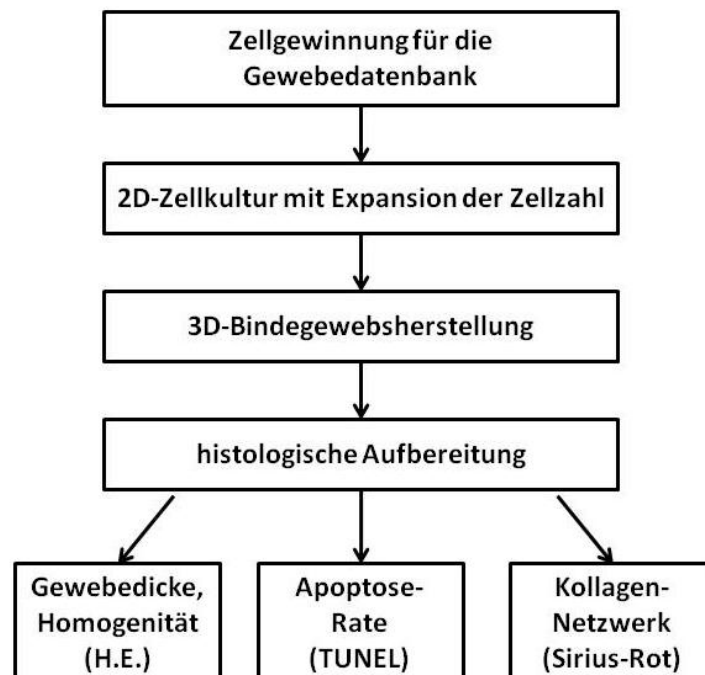 Zellgewinnung für die
Gewebedatenbank
2D-Zellkultur mit Expansion der Zellzahl
3D-Bindegewebsherstellung
histologische Aufbereitung
Gewebedicke,
Homogenität
(H.E.)
Apoptose-
Rate
(TUNEL)
Kollagen-
Netzwerk
(Sirius-Rot)